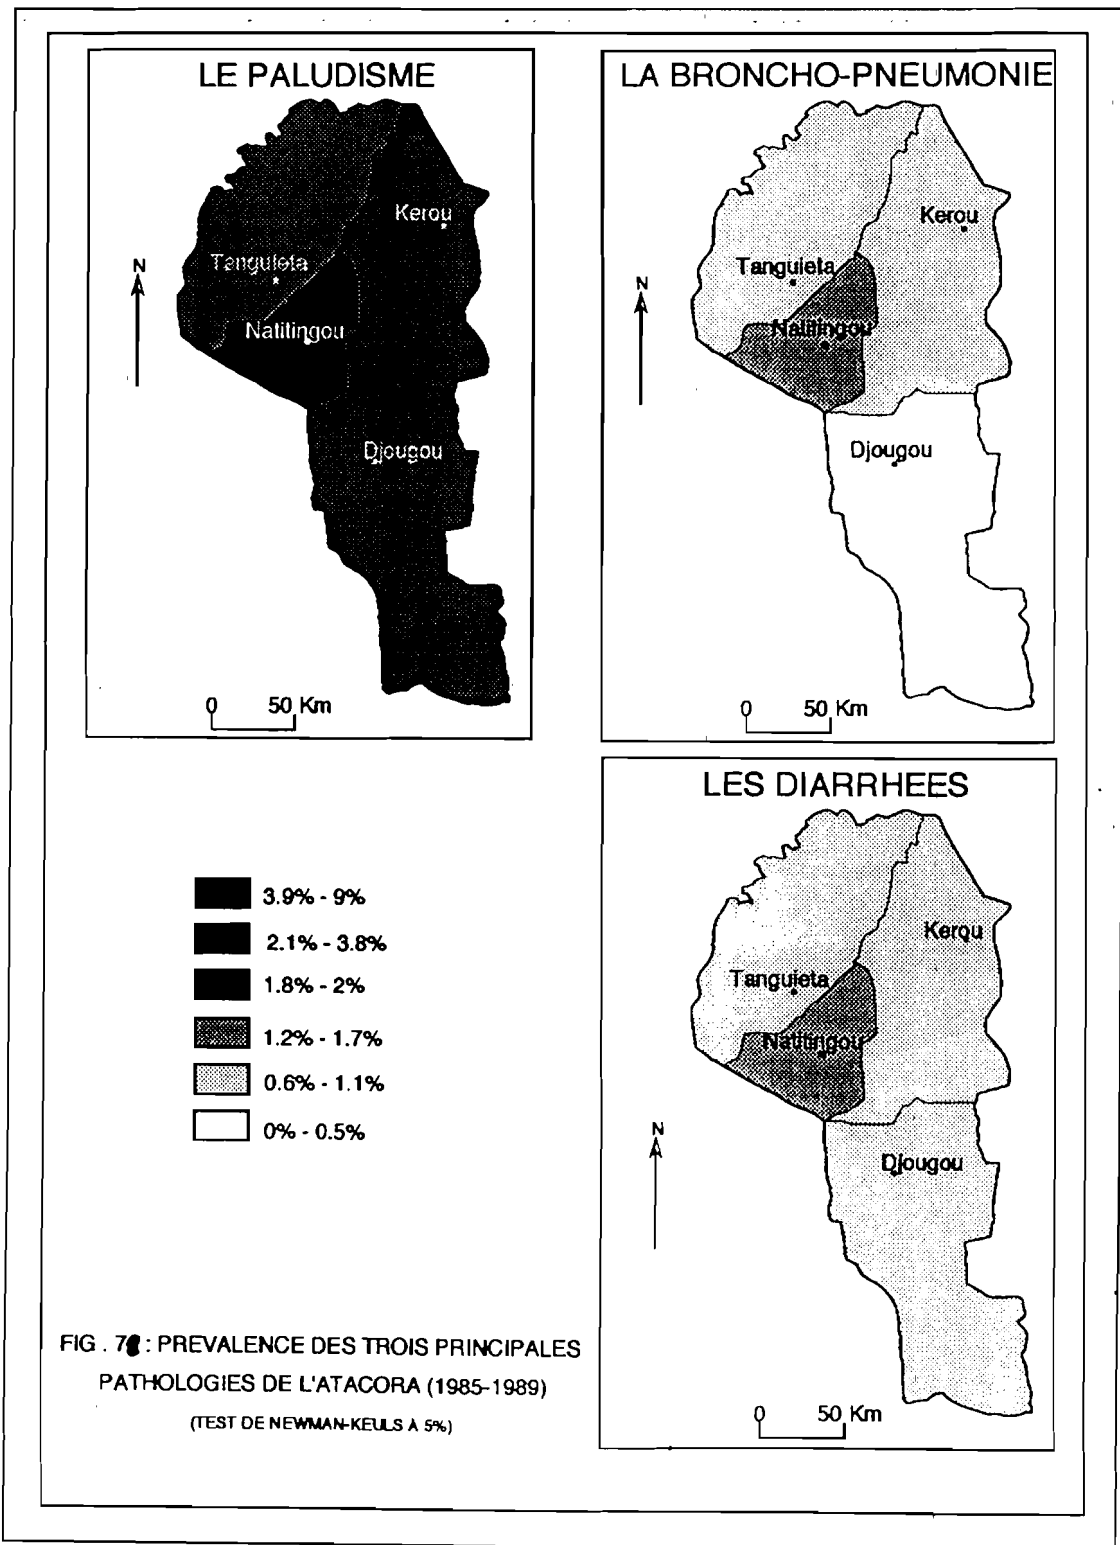 LE PALUDISME
Kerou
Tanguieta
N
Natitingou
Djougou
0 50 Km
LA BRONCHO-PNEUMONIE
Kerou
Tanguieta
N
Natitingou
Djougou
0 50 Km
LES DIARRHEES
Kerou
Tanguieta
Natitingou
N
Djougou
0 50 Km
3.9% - 9%
2.1% - 3.8%
1.8% - 2%
1.2% - 1.7%
0.6% - 1.1%
0% - 0.5%
FIG . : PREVALENCE DES TROIS PRINCIPALES
PATHOLOGIES DE L'ATACORA (1985-1989)
(TEST DE NEWMAN-KEULS A 5%)